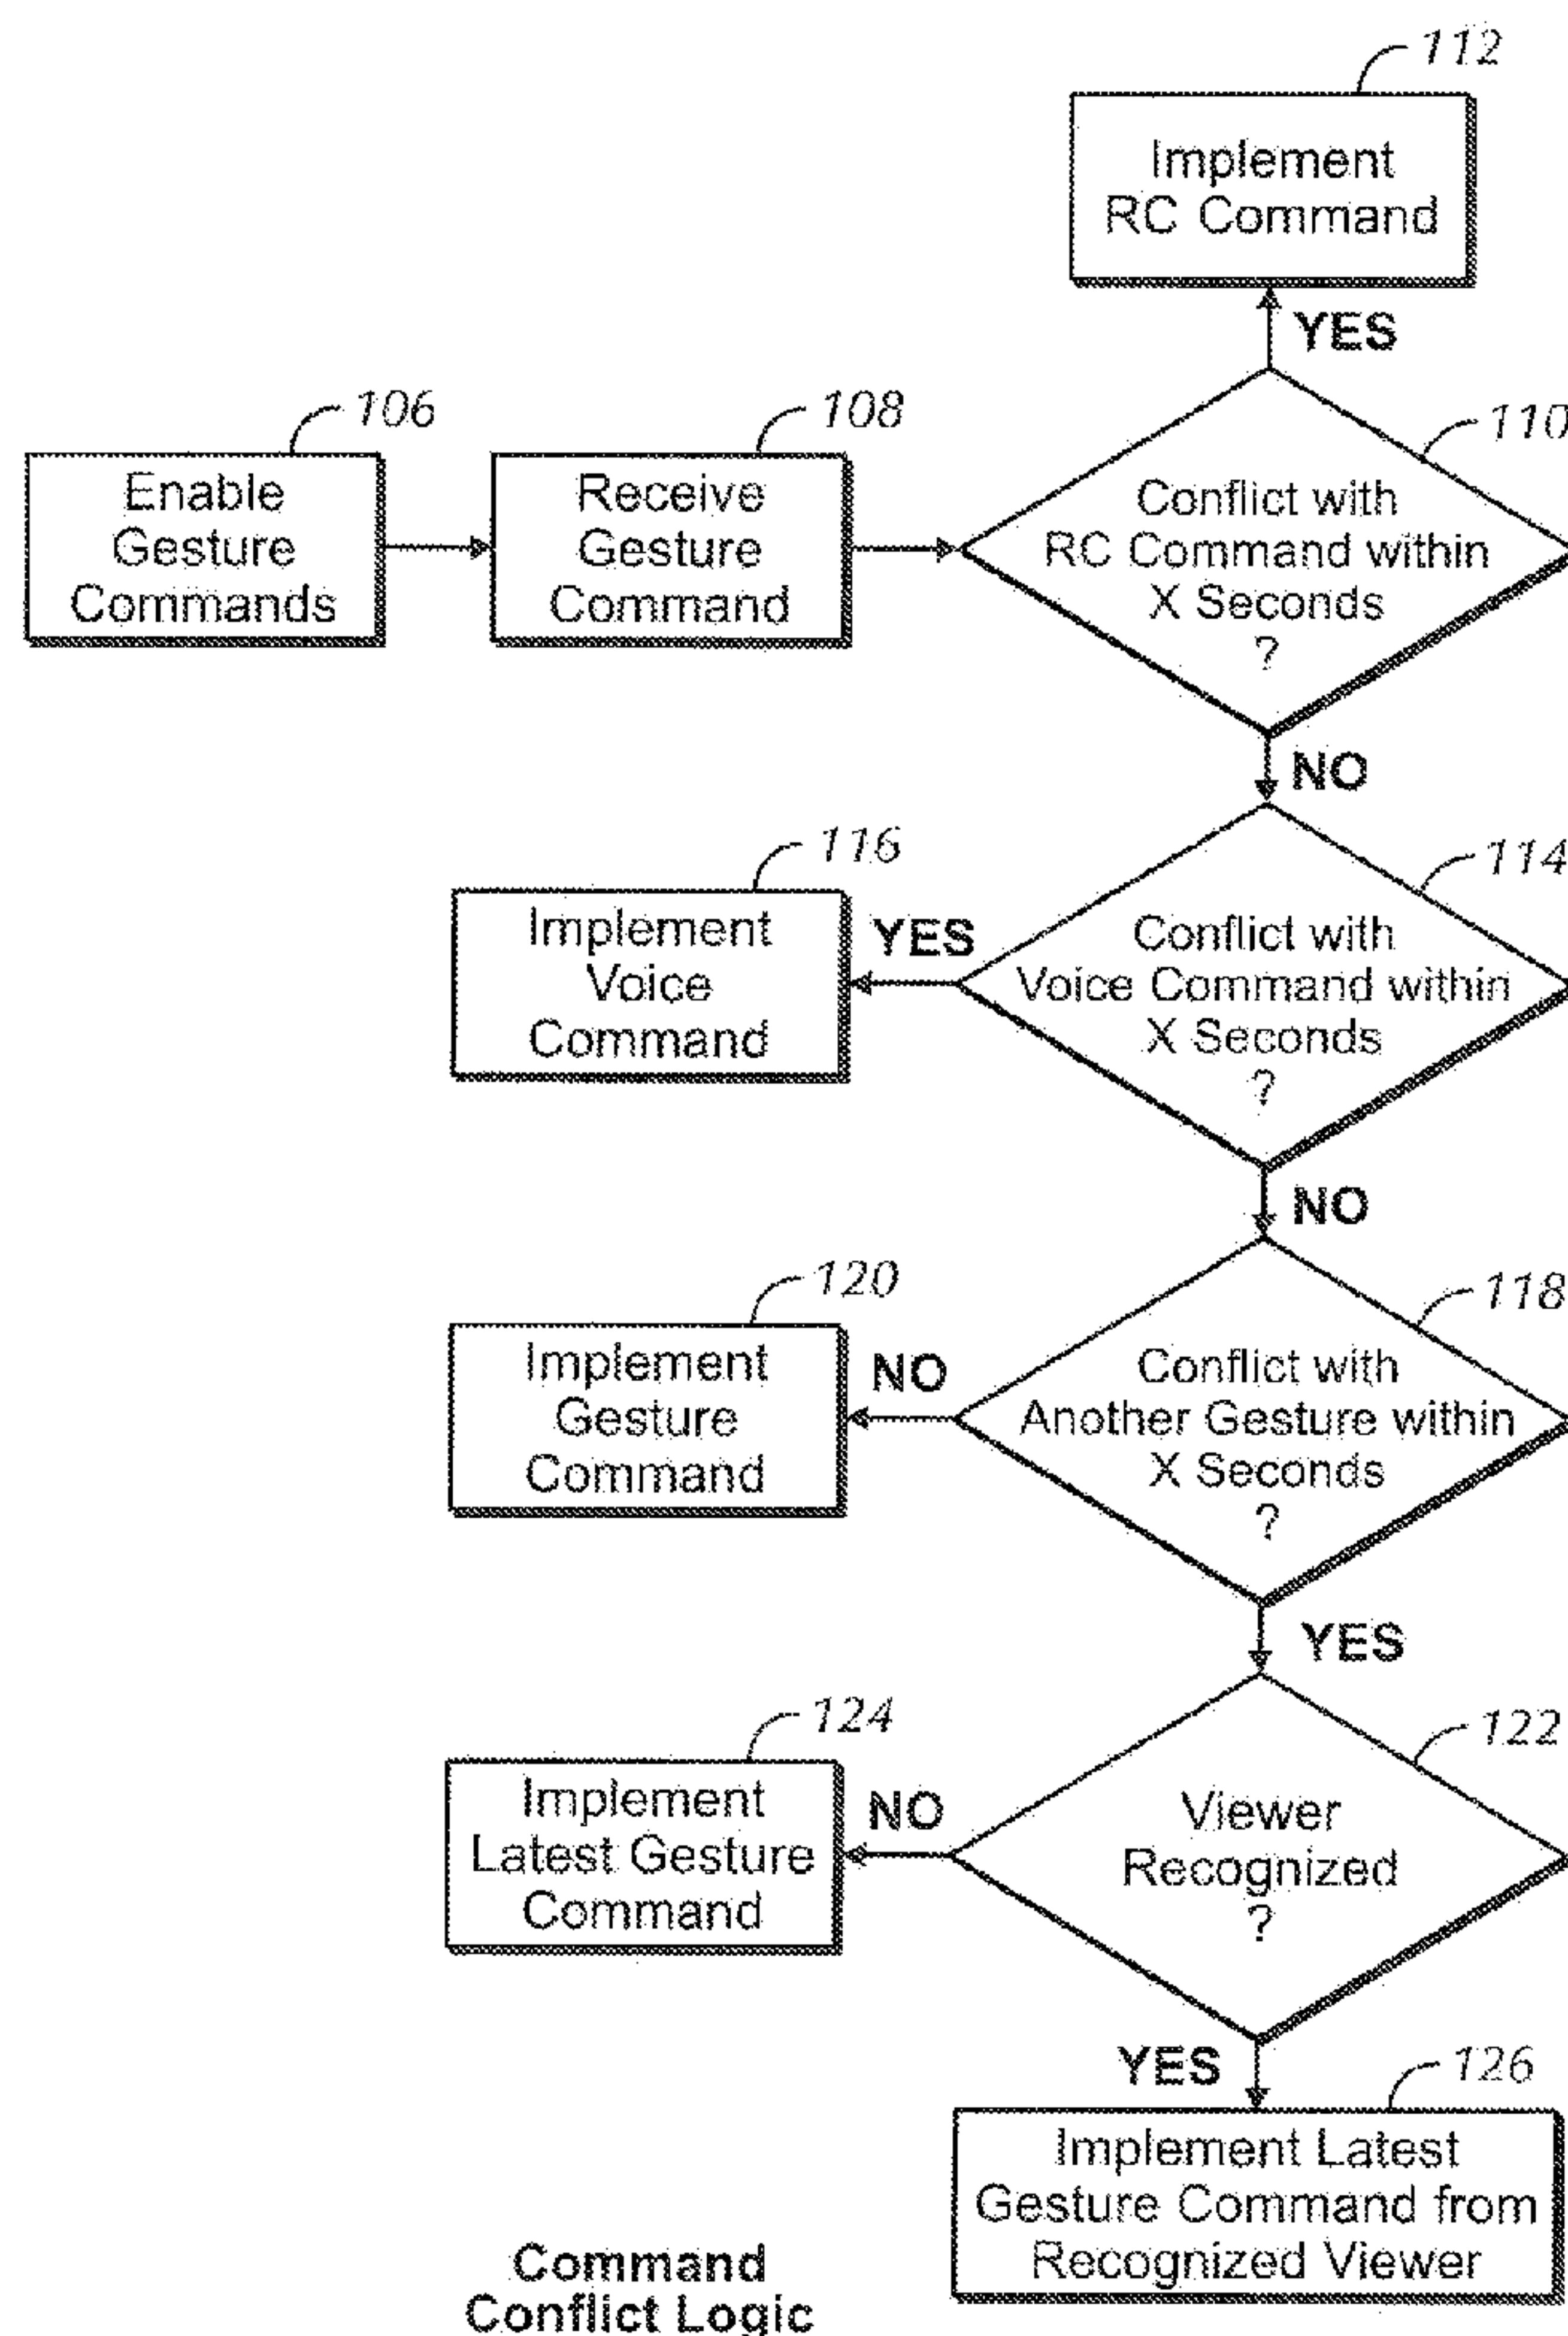 112
Implement
RC Command
YES
106
Enable
Gesture
Commands
108
Receive
Gesture
Command
110
Conflict with
RC Command within
X Seconds
?
NO
116
Implement
Voice
Command
YES
114
Conflict with
Voice Command within
X Seconds
?
NO
120
Implement
Gesture
Command
NO
118
Conflict with
Another Gesture within
X Seconds
?
YES
124
Implement
Latest Gesture
Command
NO
122
Viewer
Recognized
?
YES
126
Implement Latest
Gesture Command from
Recognized Viewer
Command
Conflict Logic